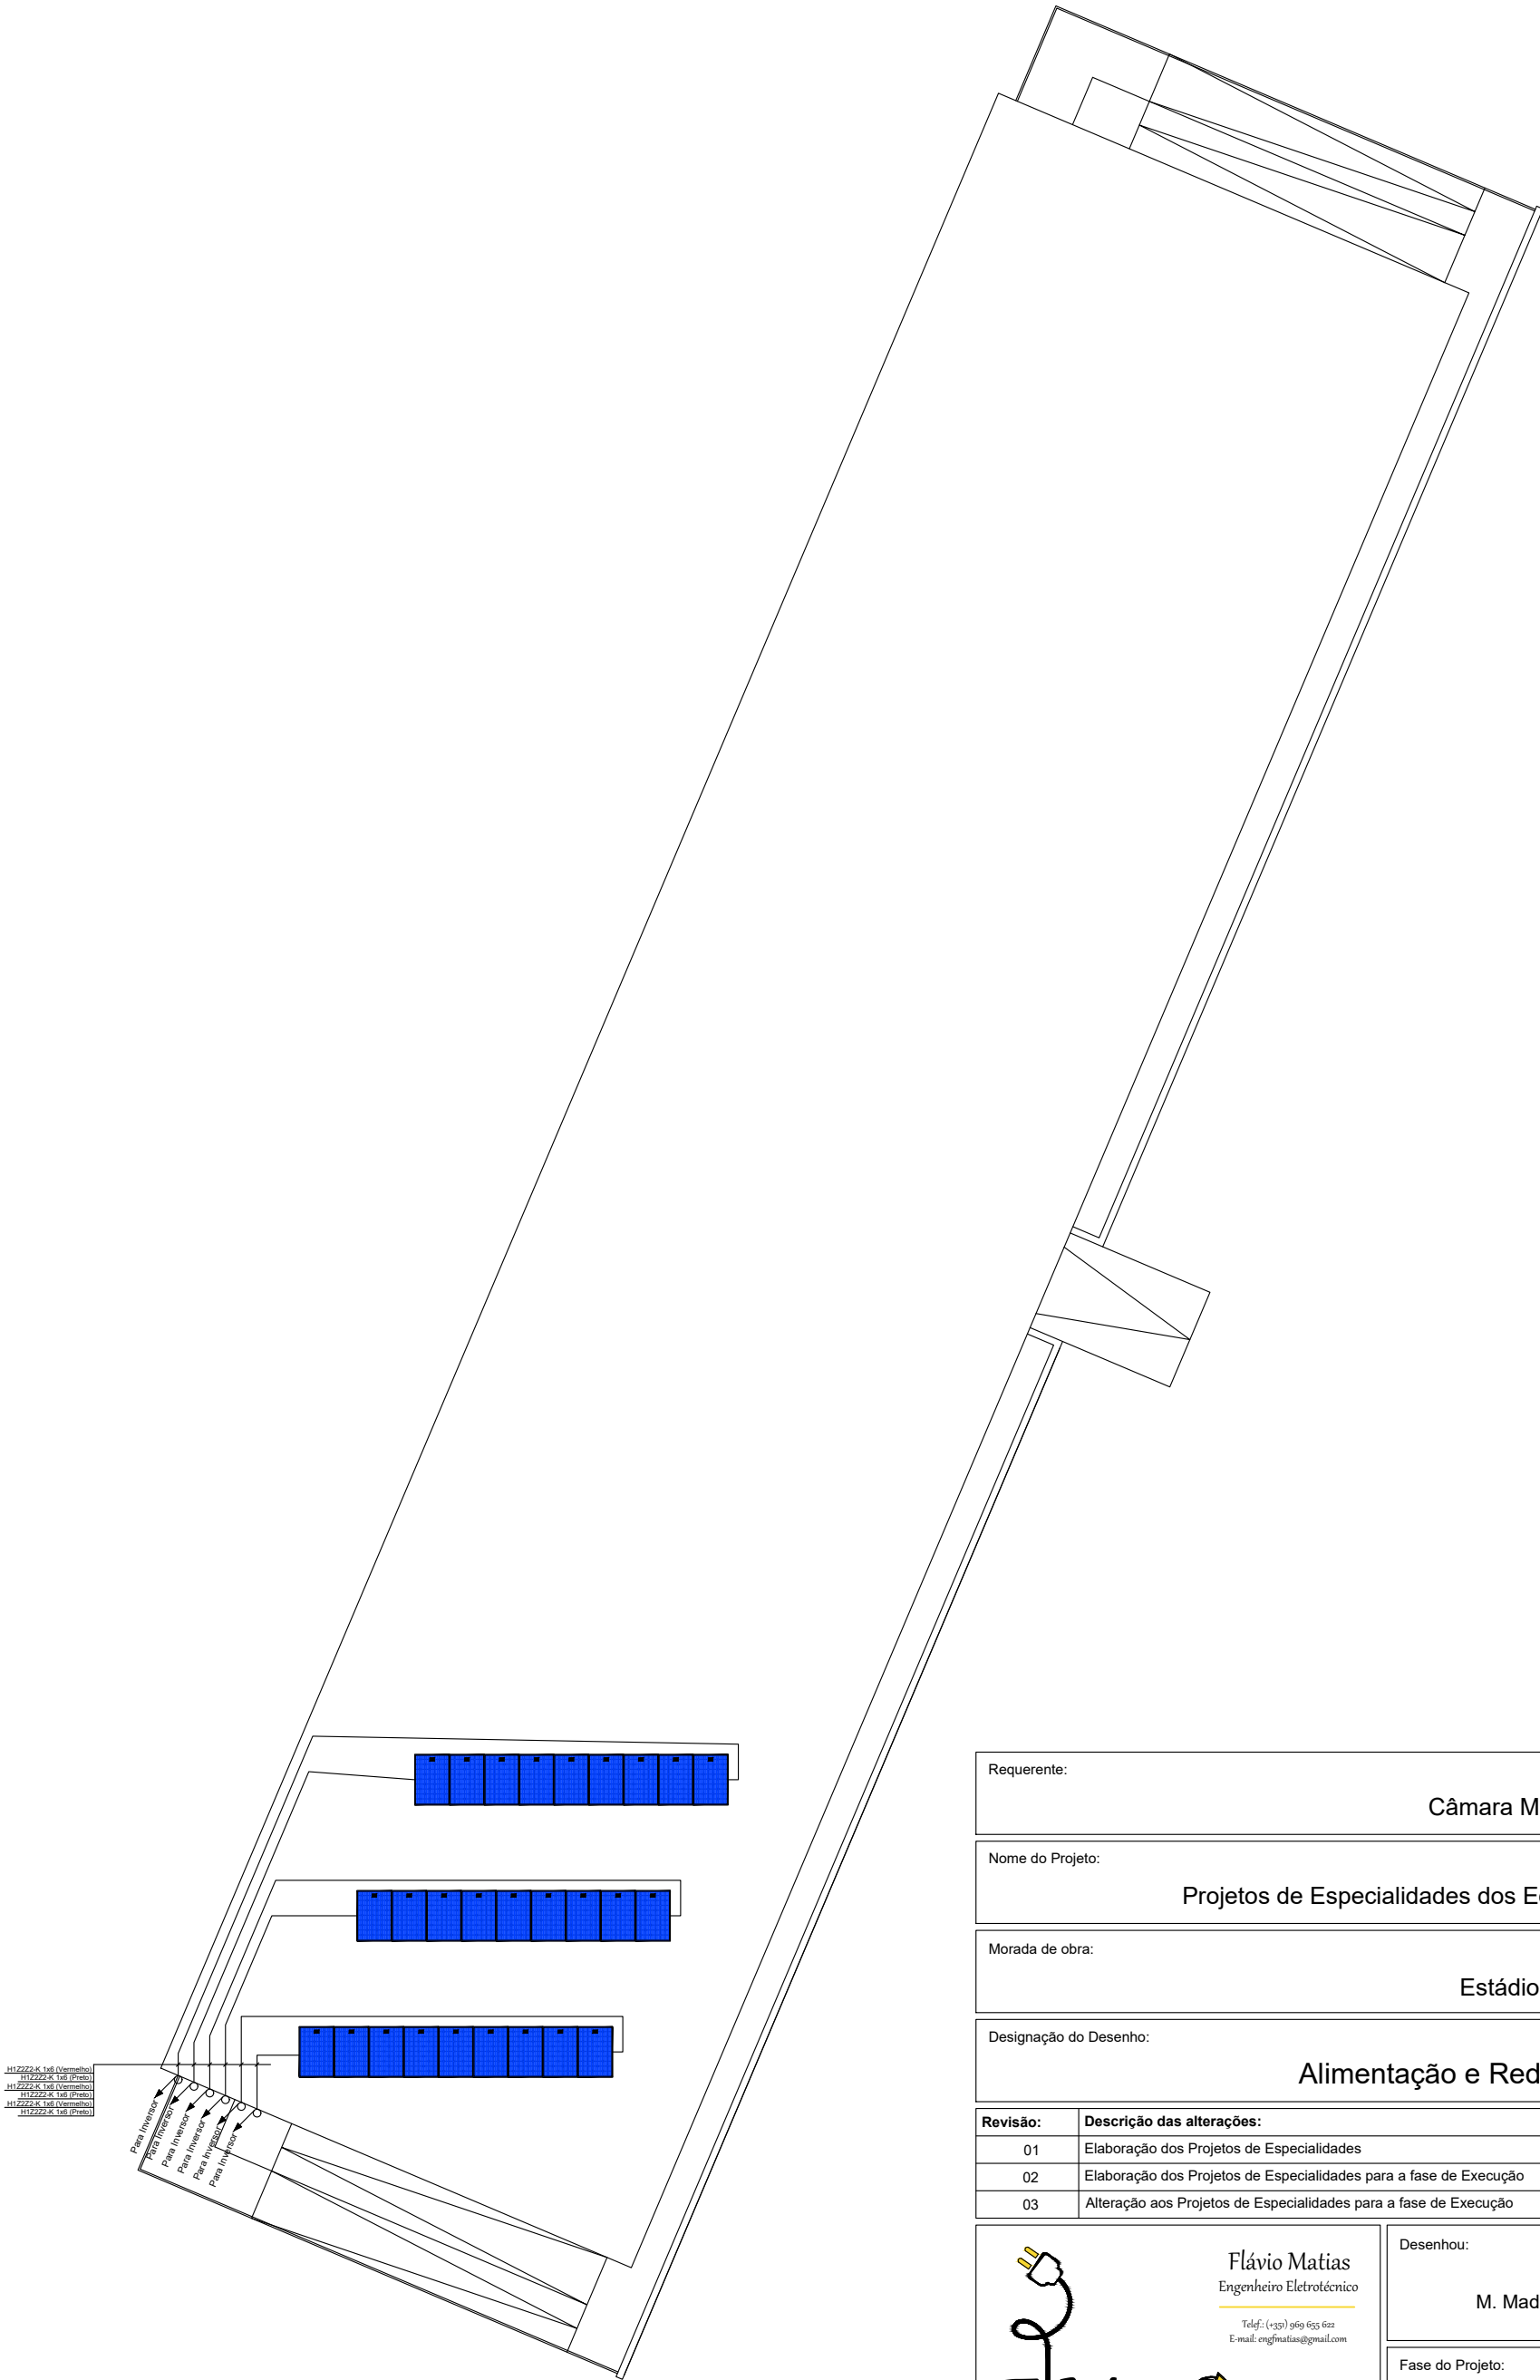 H1Z2Z2-K 1x6 (Vermelho)
H1Z2Z2-K 1x6 (Preto)
H1Z2Z2-K 1x6 (Vermelho)
H1Z2Z2-K 1x6 (Preto)
H1Z2Z2-K 1x6 (Vermelho)
H1Z2Z2-K 1x6 (Preto)
Para Inversor
Para Inversor
Para Inversor
Para Inversor
Para Inversor
Para Inversor
Requerente:
Câmara M
Nome do Projeto:
Projetos de Especialidades dos E
Morada de obra:
Estádio
Designação do Desenho:
Alimentação e Red
Revisão: Descrição das alterações:
01 Elaboração dos Projetos de Especialidades
02 Elaboração dos Projetos de Especialidades para a fase de Execução
03 Alteração aos Projetos de Especialidades para a fase de Execução
Flávio Matias
Engenheiro Eletrotécnico
Telef.: (+351) 969 655 622
E-mail: engfmatias@gmail.com
Desenhou:
M. Mad
Fase do Projeto: